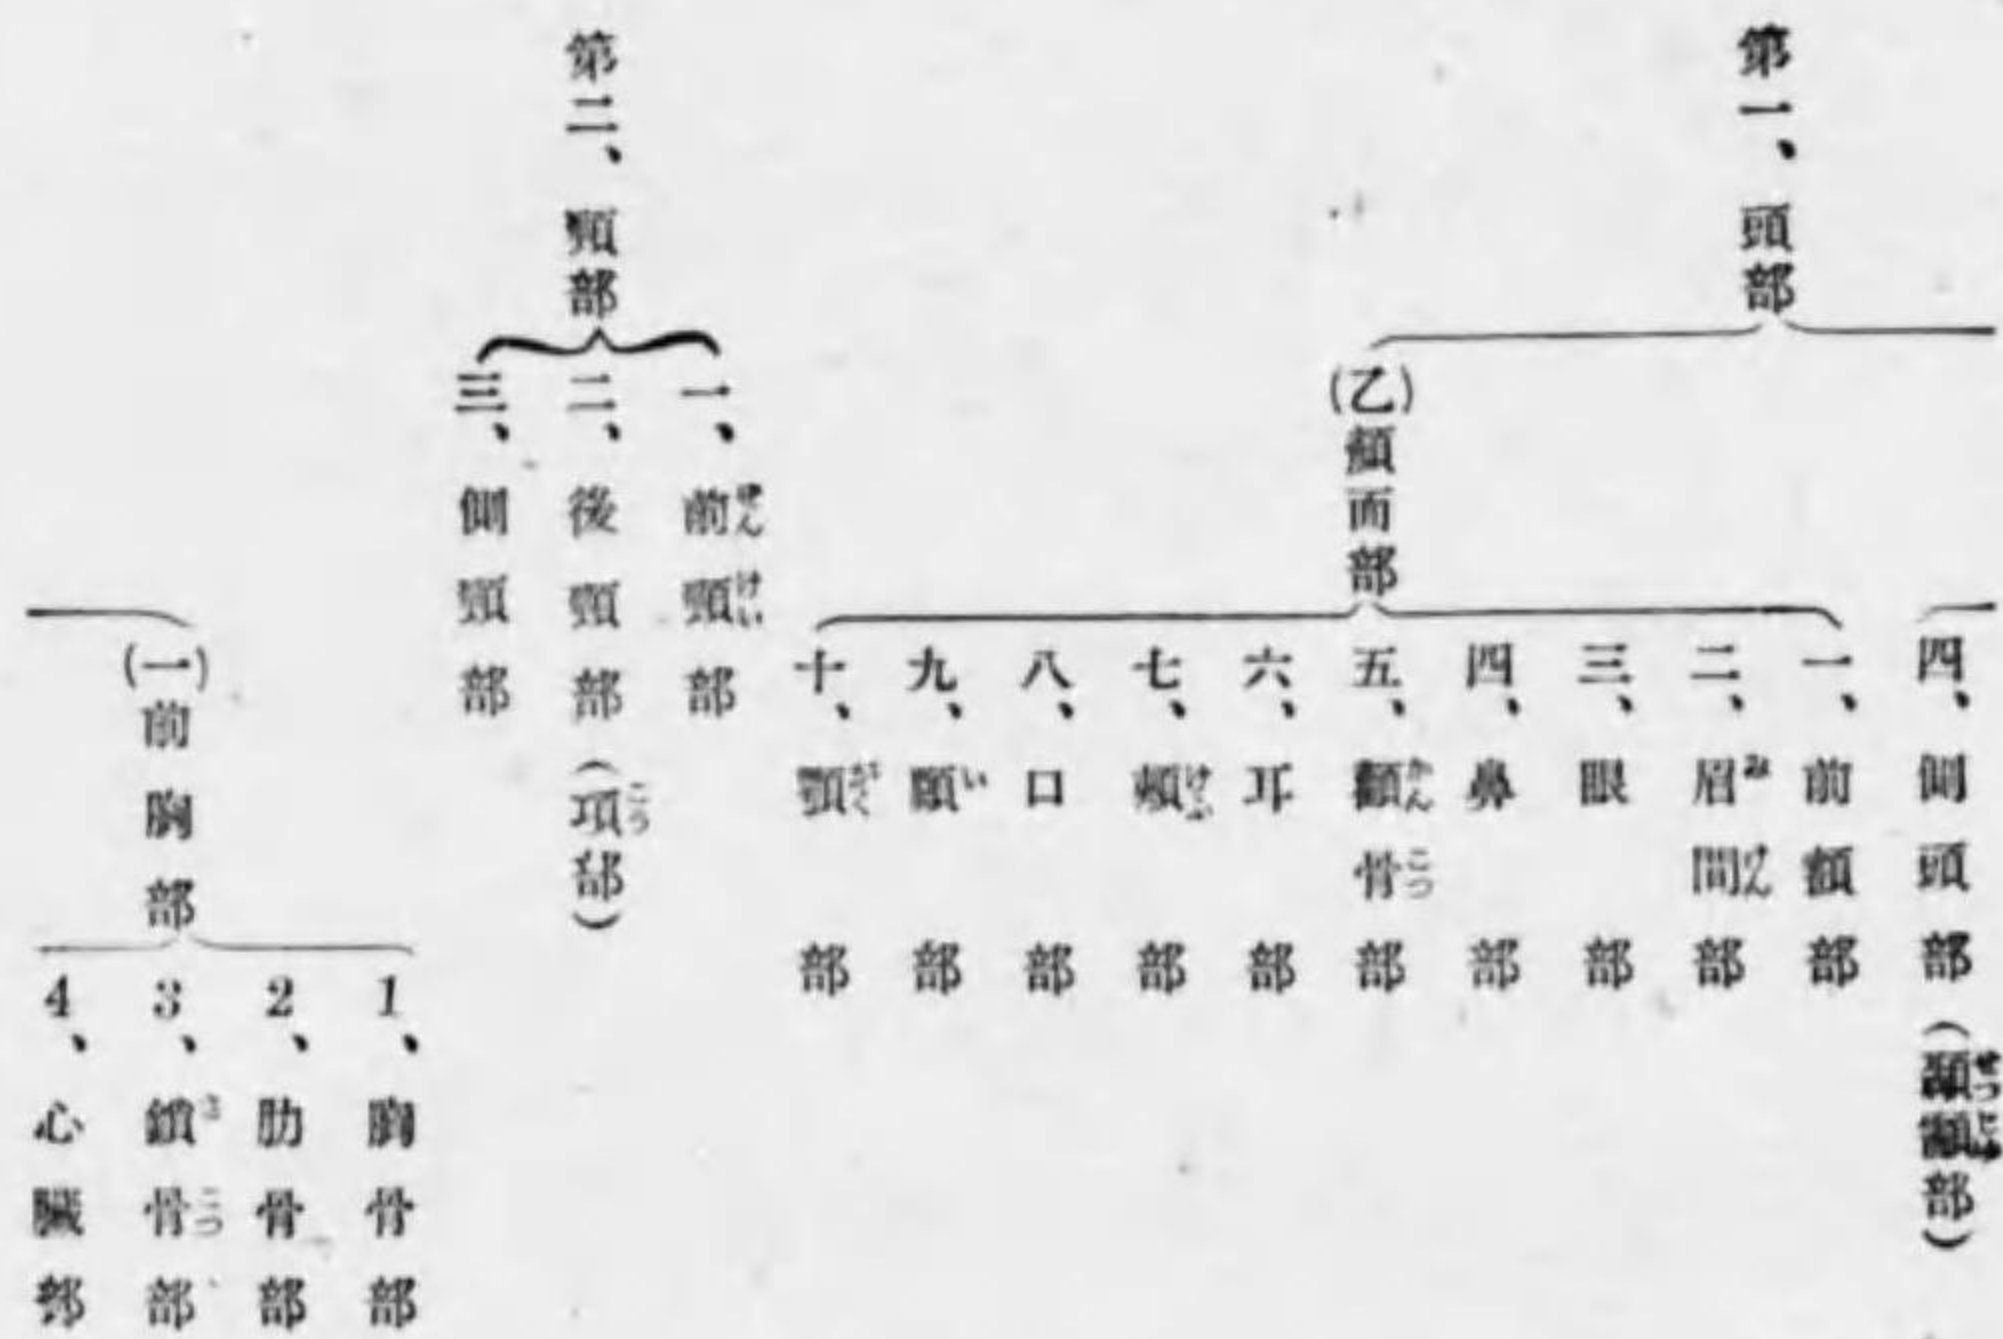 第一、頭部
四、側頭部（顳顬部）
(乙)顏面部
一、前額部
二、眉間部
三、眼部
四、鼻部
五、顴骨部
六、耳部
七、頰部
八、口部
九、頤部
十、顎部
第二、頸部
一、前頸部
二、後頸部（項部）
三、側頸部
(一)前胸部
1、胸骨部
2、肋骨部
3、鎖骨部
4、心臟部